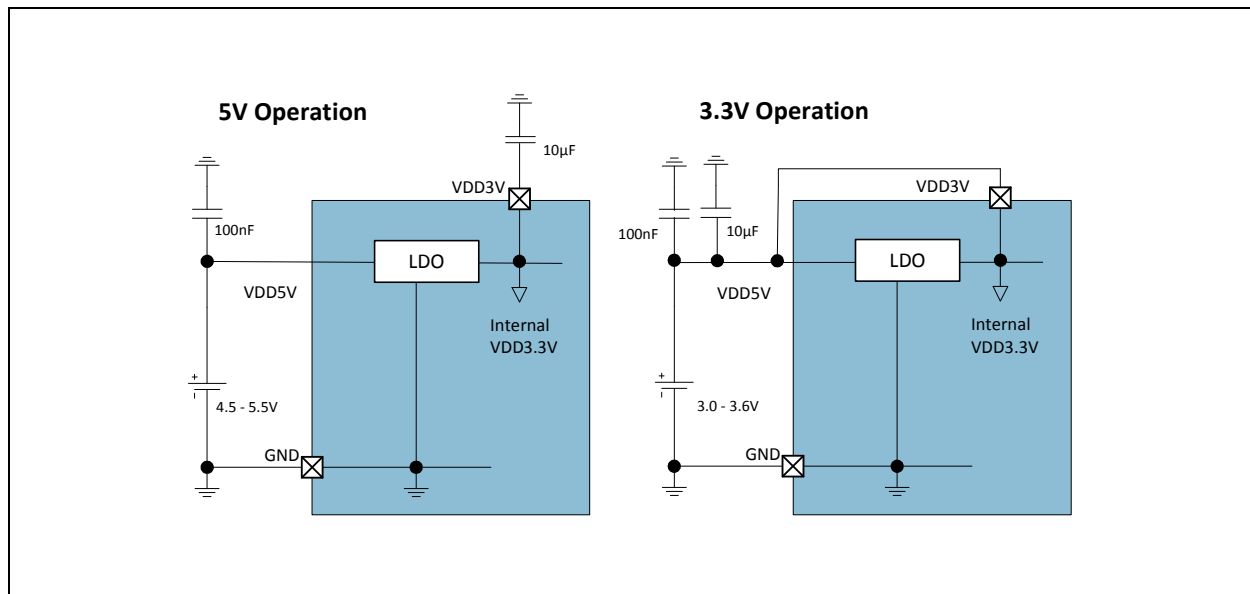 5V Operation
10µF
VDD3V
100nF
LDO
VDD5V
Internal
VDD3.3V
+
-
4.5 - 5.5V
GND
3.3V Operation
VDD3V
100nF
10µF
LDO
VDD5V
Internal
VDD3.3V
+
-
3.0 - 3.6V
GND